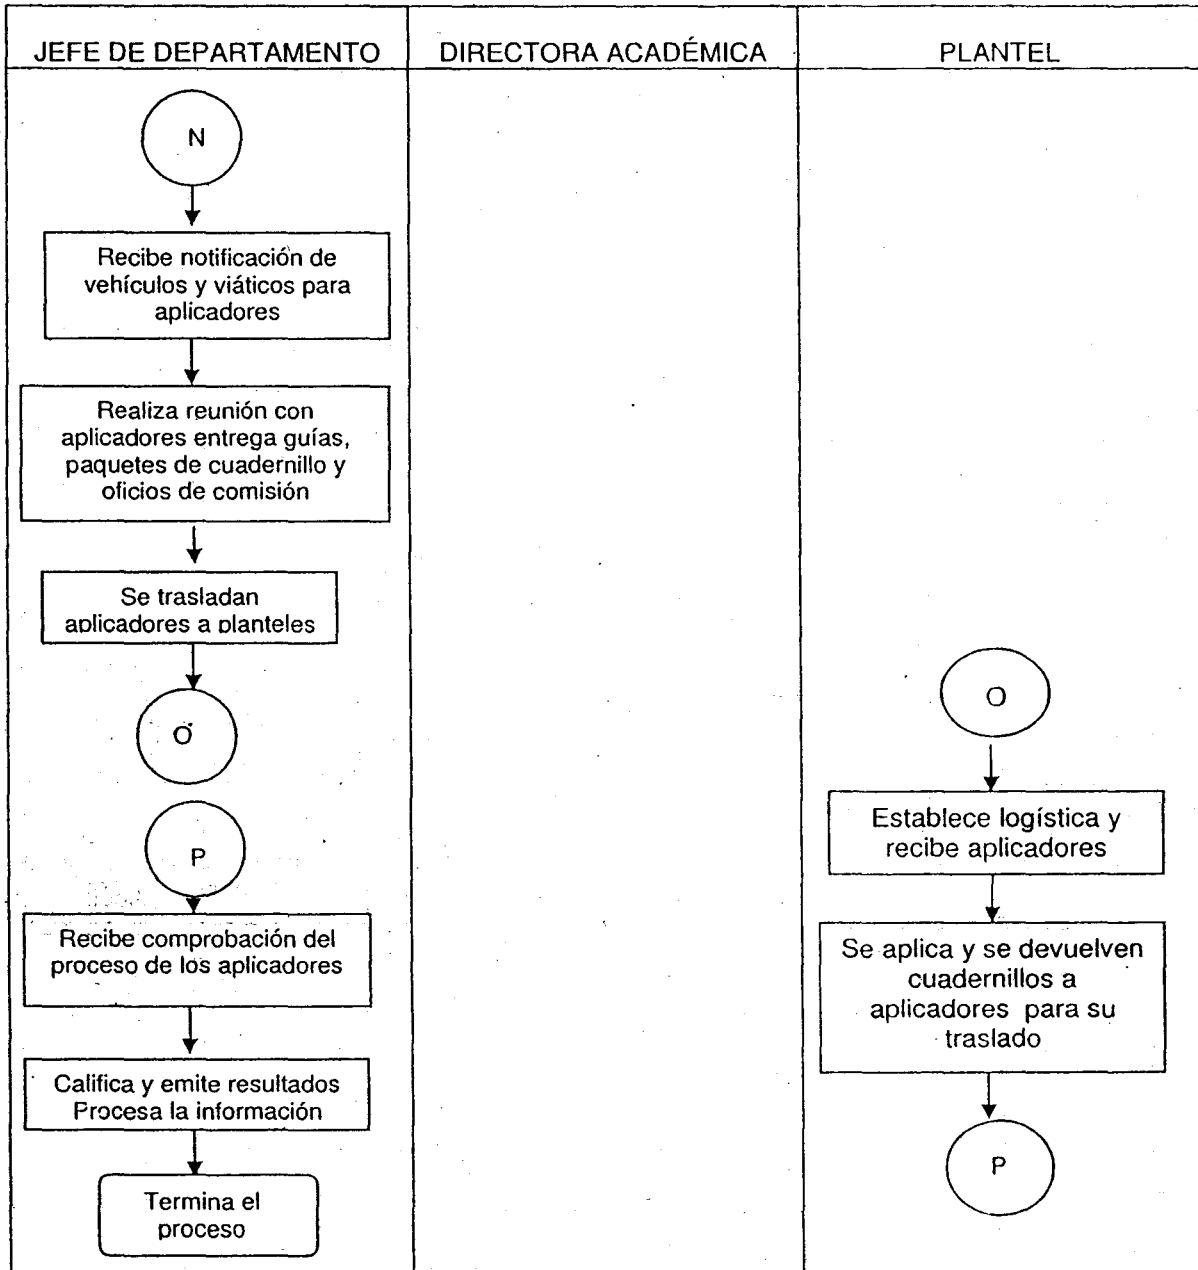 JEFE DE DEPARTAMENTO
DIRECTORA ACADÉMICA
PLANTEL
N
Recibe notificación de
vehículos y viáticos para
aplicadores
Realiza reunión con
aplicadores entrega guías,
paquetes de cuadernillo y
oficios de comisión
Se trasladan
aplicadores a planteles
O
P
Recibe comprobación del
proceso de los aplicadores
Califica y emite resultados
Procesa la información
Termina el
proceso
O
Establece logística y
recibe aplicadores
Se aplica y se devuelven
cuadernillos a
aplicadores para su
traslado
P